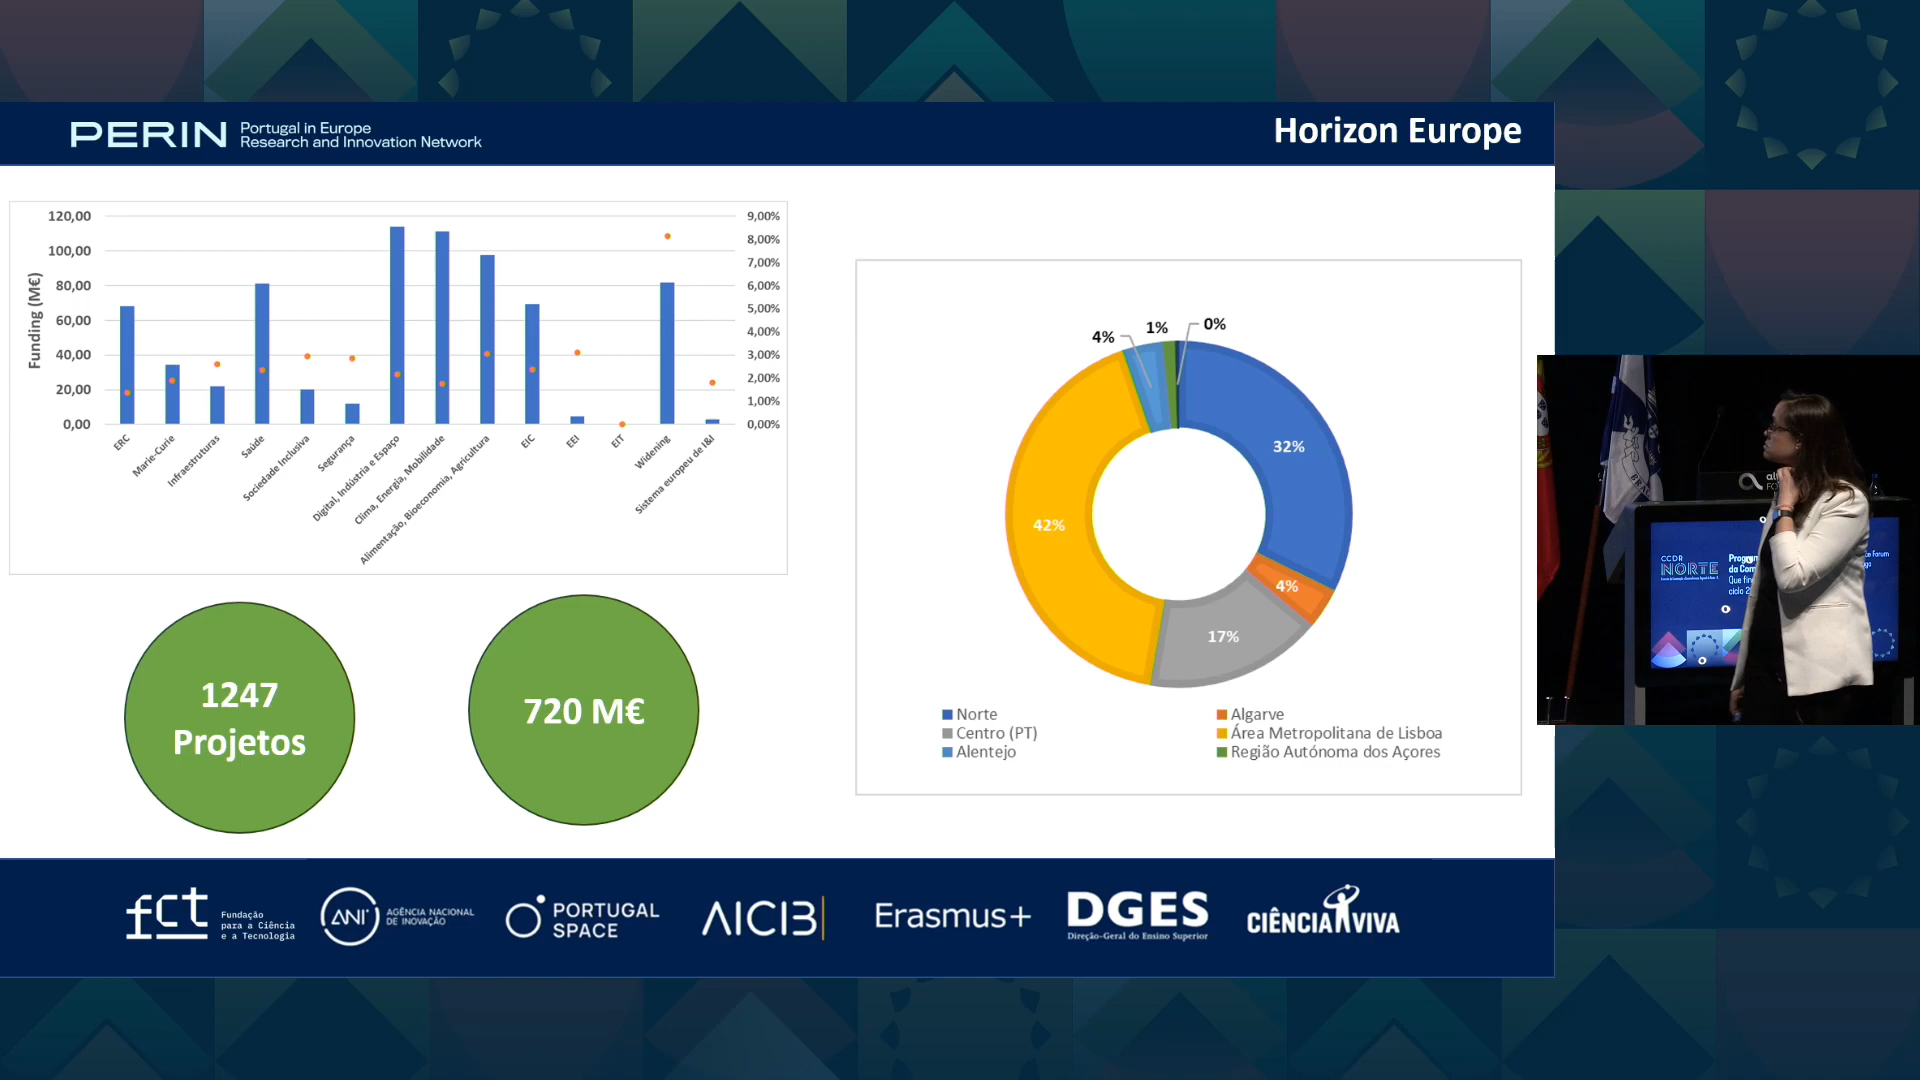 PERIN
Portugal in Europe
Research and Innovation Network
Horizon Europe
Funding (M€)
120,00
100,00
80,00
60,00
40,00
20,00
0,00
9,00%
8,00%
7,00%
6,00%
5,00%
4,00%
3,00%
2,00%
1,00%
0,00%
ERC
Marie-Curie
Infraestruturas
Saúde
Sociedade Inclusiva
Segurança
Digital, Indústria e Espaço
Clima, Energia, Mobilidade
Alimentação, Bioeconomia, Agricultura
EIC
EEI
EIT
Widening
Sistema europeu de I&I
1247
Projetos
720 M€
4%
1%
0%
32%
42%
4%
17%
Norte
Algarve
Centro (PT)
Área Metropolitana de Lisboa
Alentejo
Região Autónoma dos Açores
fct
Fundação
para a Ciência
e a Tecnologia
ANI
AGÊNCIA NACIONAL
DE INOVAÇÃO
PORTUGAL
SPACE
AICIB
Erasmus+
DGES
Direção-Geral do Ensino Superior
CIÊNCIA VIVA
CCDR
NORTE